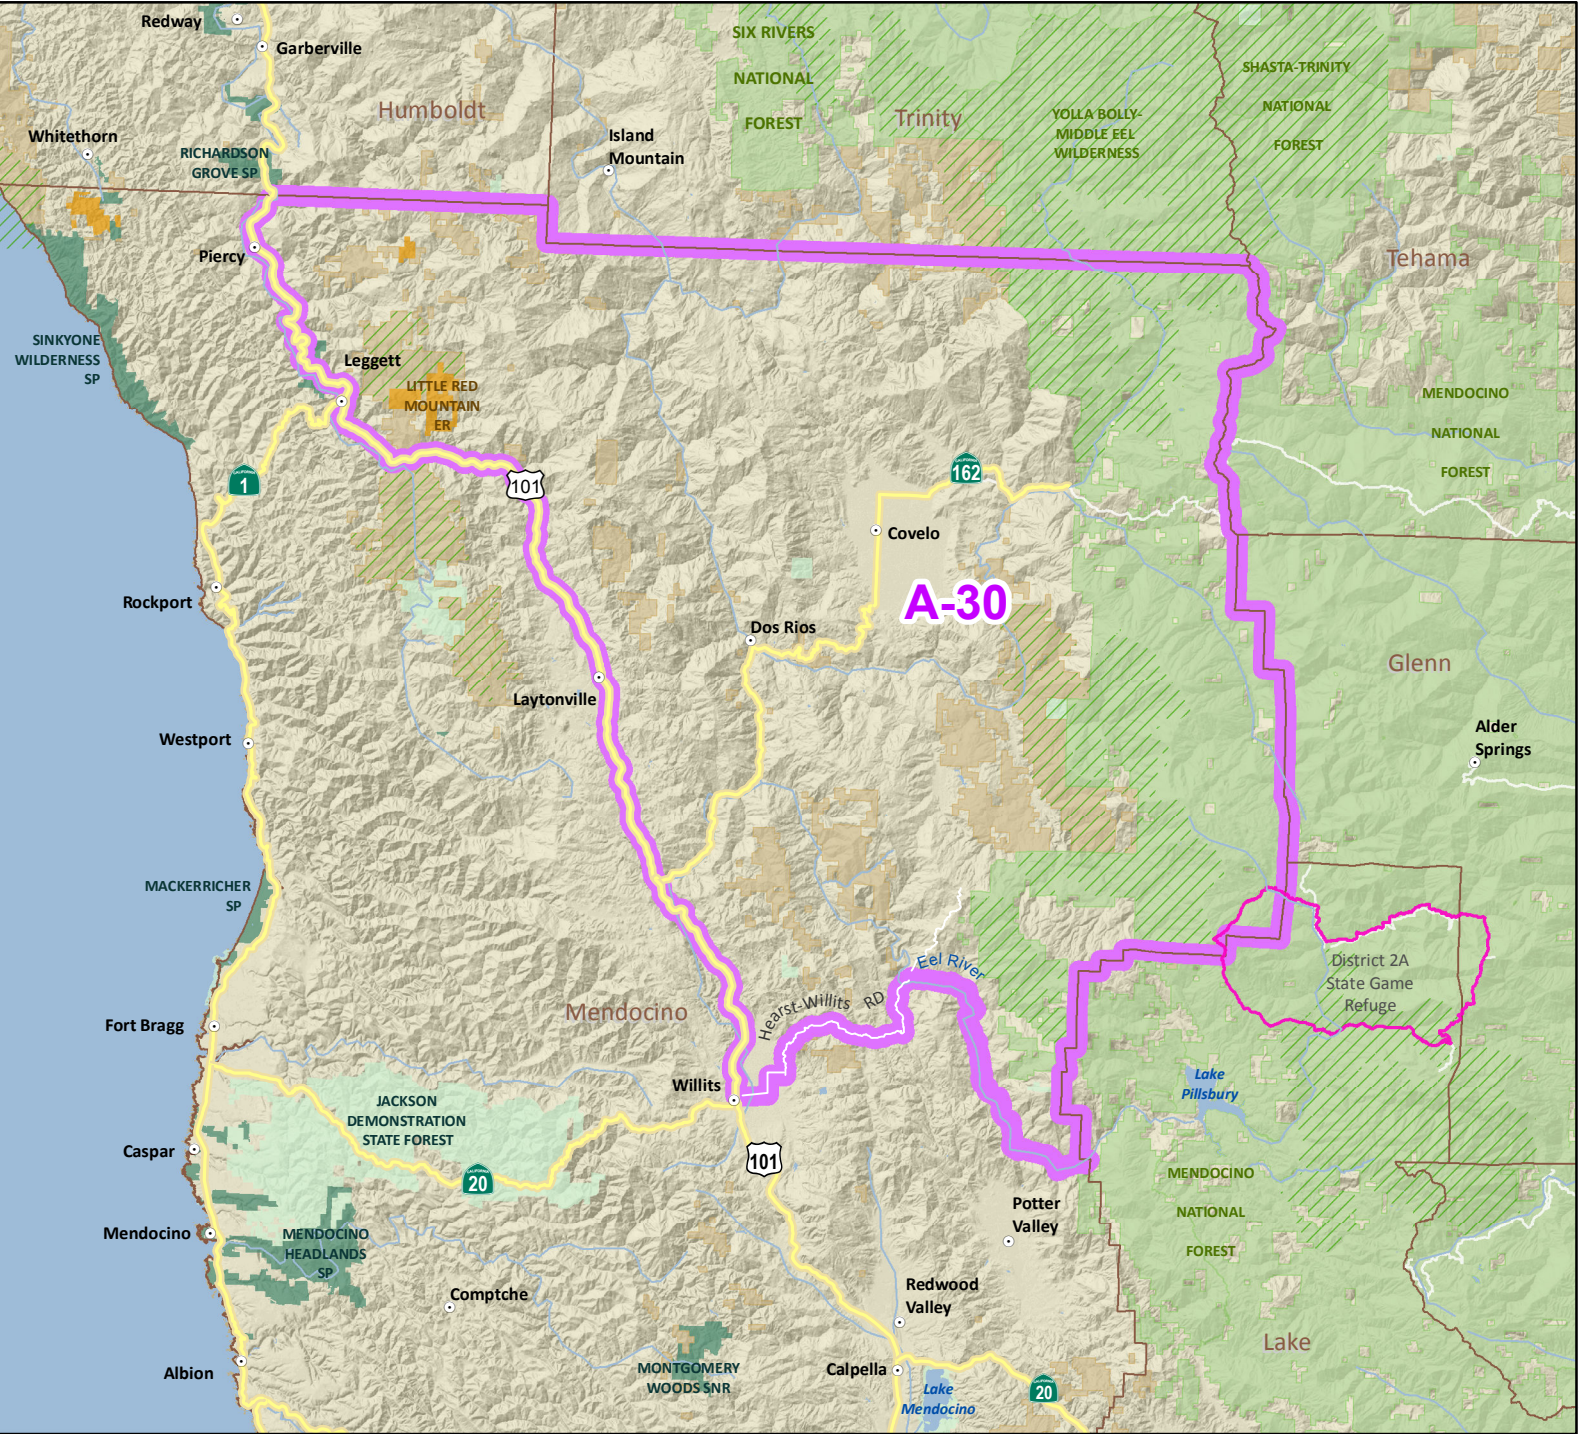 Redway
Garberville
Humboldt
Whitethorn
RICHARDSON
GROVE SP
Island
Mountain
SIX RIVERS
NATIONAL
FOREST
Trinity
YOLLA BOLLY-
MIDDLE EEL
WILDERNESS
SHASTA-TRINITY
NATIONAL
FOREST
Tehama
Piercy
SINKYONE
WILDERNESS
SP
Leggett
LITTLE RED
MOUNTAIN
ER
MENDOCINO
NATIONAL
FOREST
CALIFORNIA
1
101
CALIFORNIA
162
Covelo
A-30
Rockport
Dos Rios
Glenn
Laytonville
Westport
Alder
Springs
MACKERRICHER
SP
Eel River
District 2A
State Game
Refuge
Mendocino
Hearst-Willits RD
Fort Bragg
Willits
Lake
Pillsbury
JACKSON
DEMONSTRATION
STATE FOREST
Caspar
CALIFORNIA
20
101
MENDOCINO
NATIONAL
FOREST
Potter
Valley
Mendocino
MENDOCINO
HEADLANDS
SP
Comptche
Redwood
Valley
Lake
Albion
MONTGOMERY
WOODS SNR
Calpella
Lake
Mendocino
CALIFORNIA
20